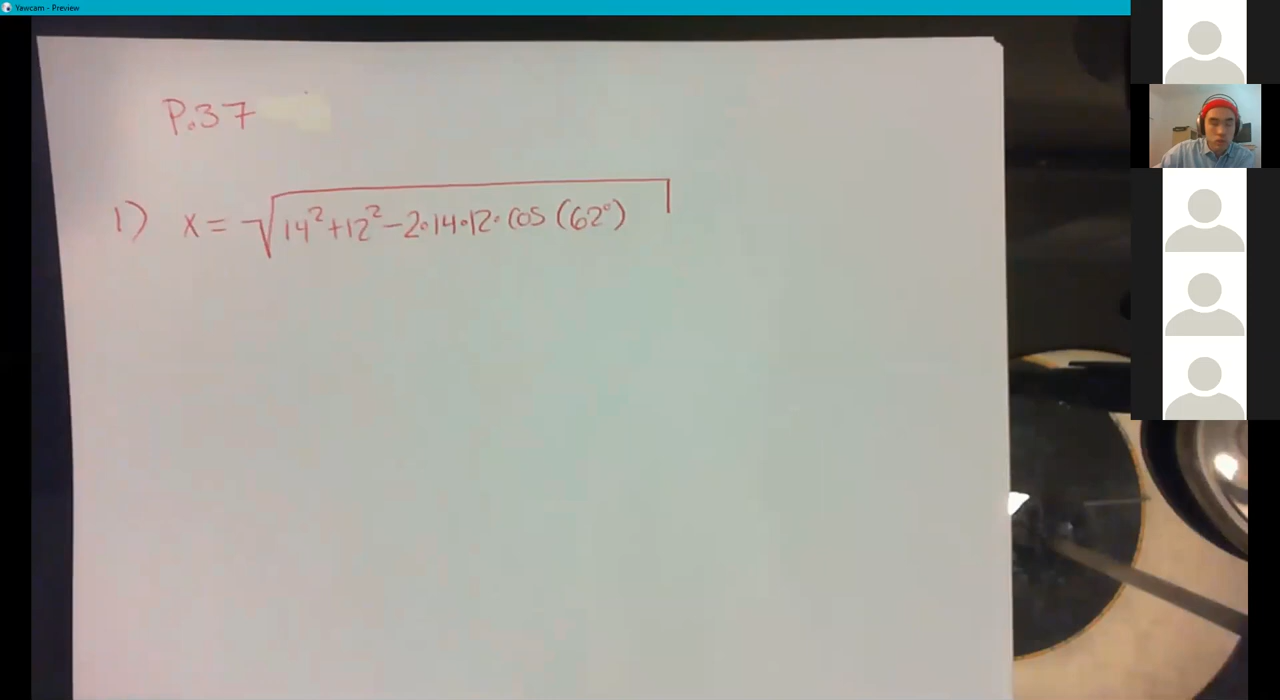 Yawcam - Preview
P.37
1) x = √14²+12²-2·14·12·cos(62°)